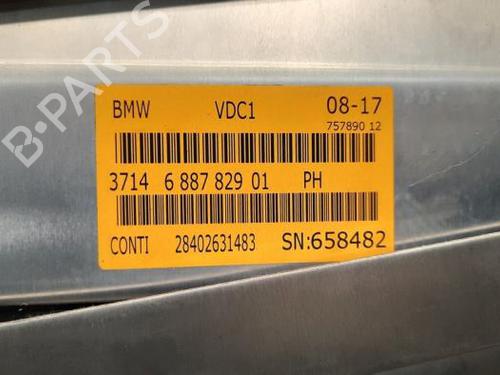 BMW VDC1 08-17
757890 12
3714 6 887 829 01 PH
CONTI 28402631483 SN:658482
B-PARTS